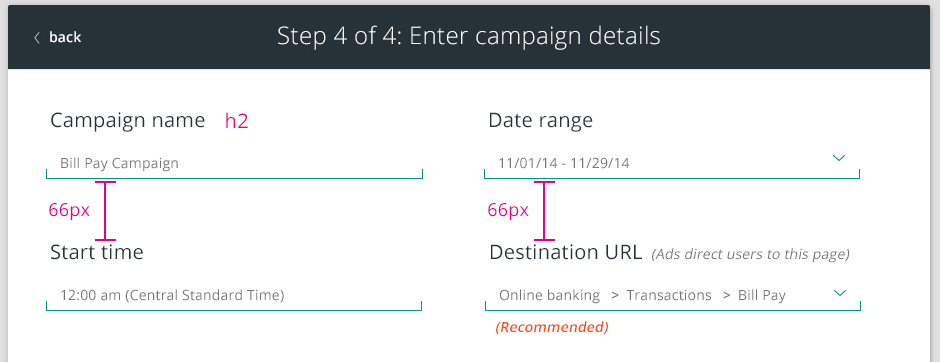 back
Step 4 of 4: Enter campaign details
Campaign name h2
Bill Pay Campaign
Date range
11/01/14 - 11/29/14
66px
66px
Start time
12:00 am (Central Standard Time)
Destination URL (Ads direct users to this page)
Online banking > Transactions > Bill Pay
(Recommended)